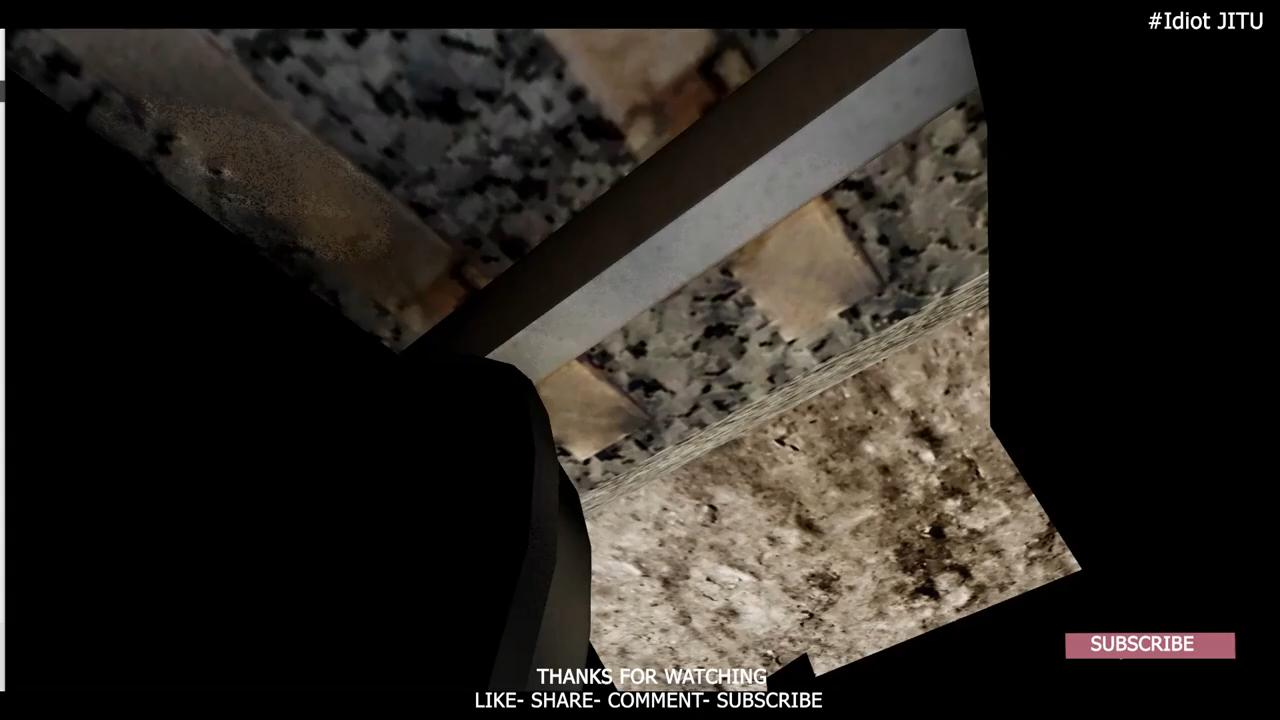 #Idiot JITU
SUBSCRIBE
THANKS FOR WATCHING
LIKE- SHARE- COMMENT- SUBSCRIBE